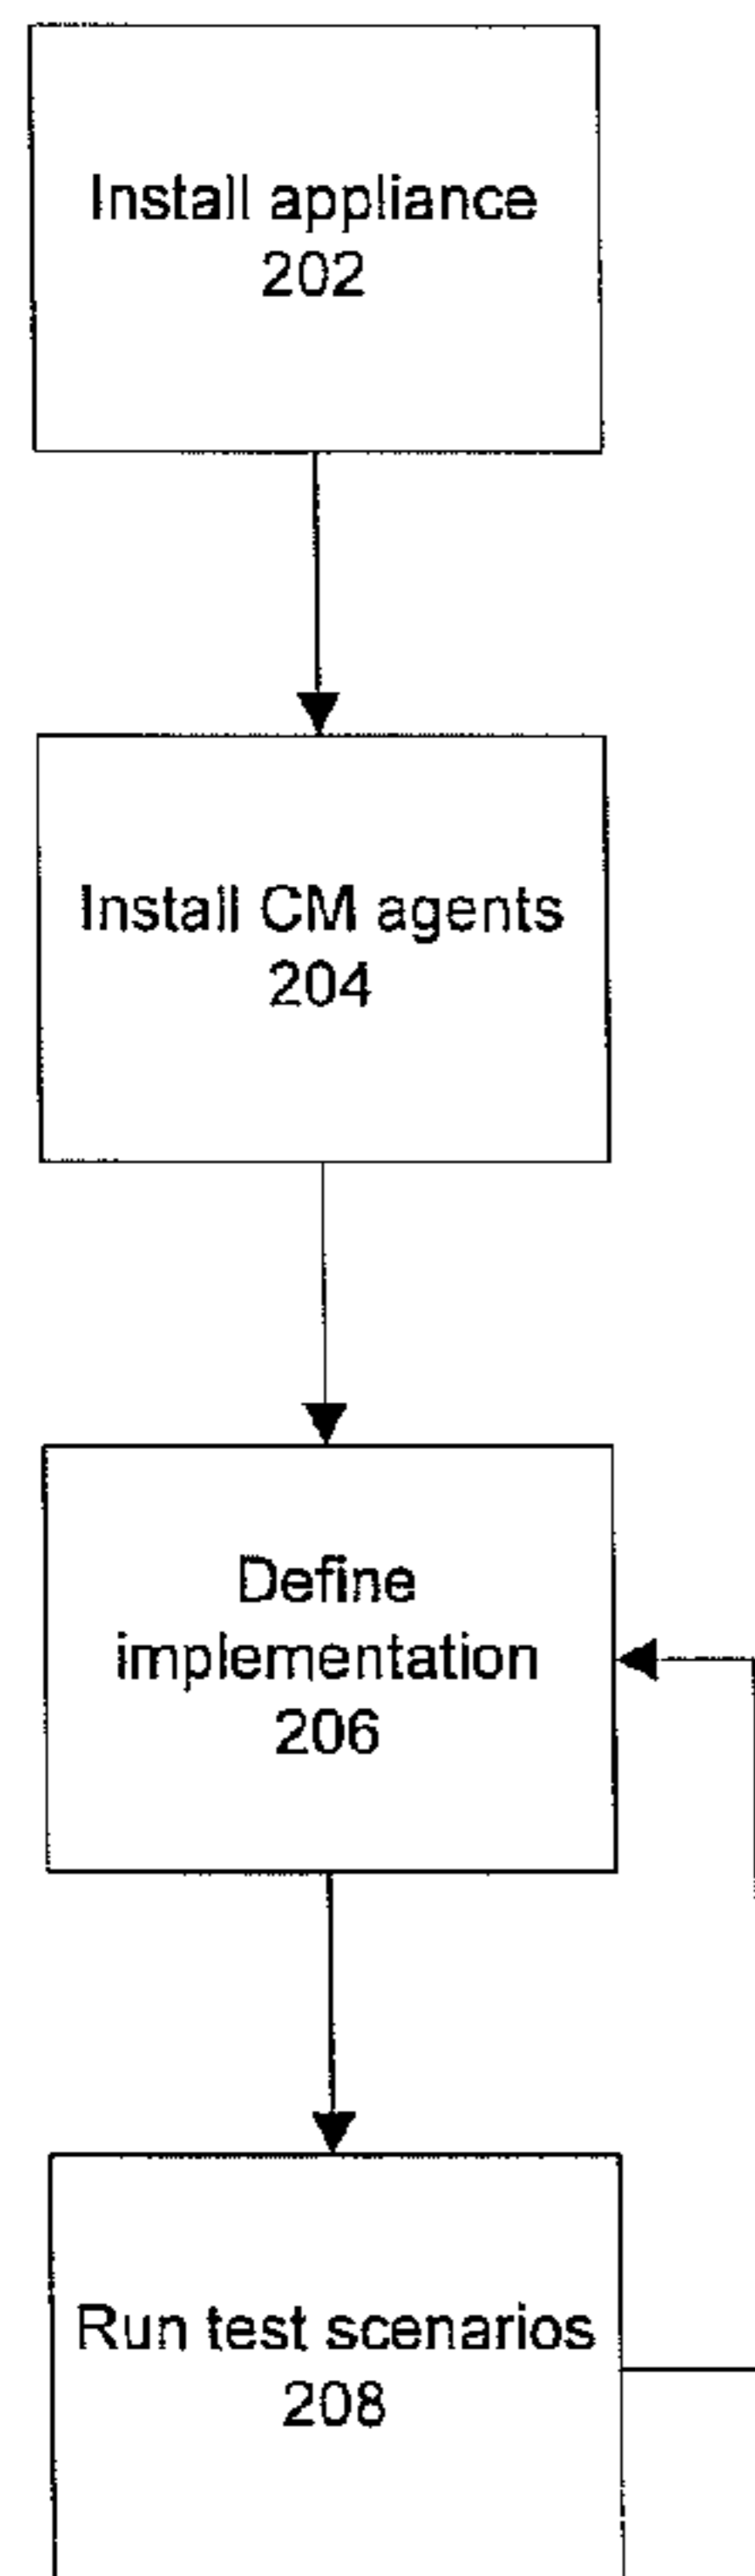 Install appliance
202
Install CM agents
204
Define
implementation
206
Run test scenarios
208